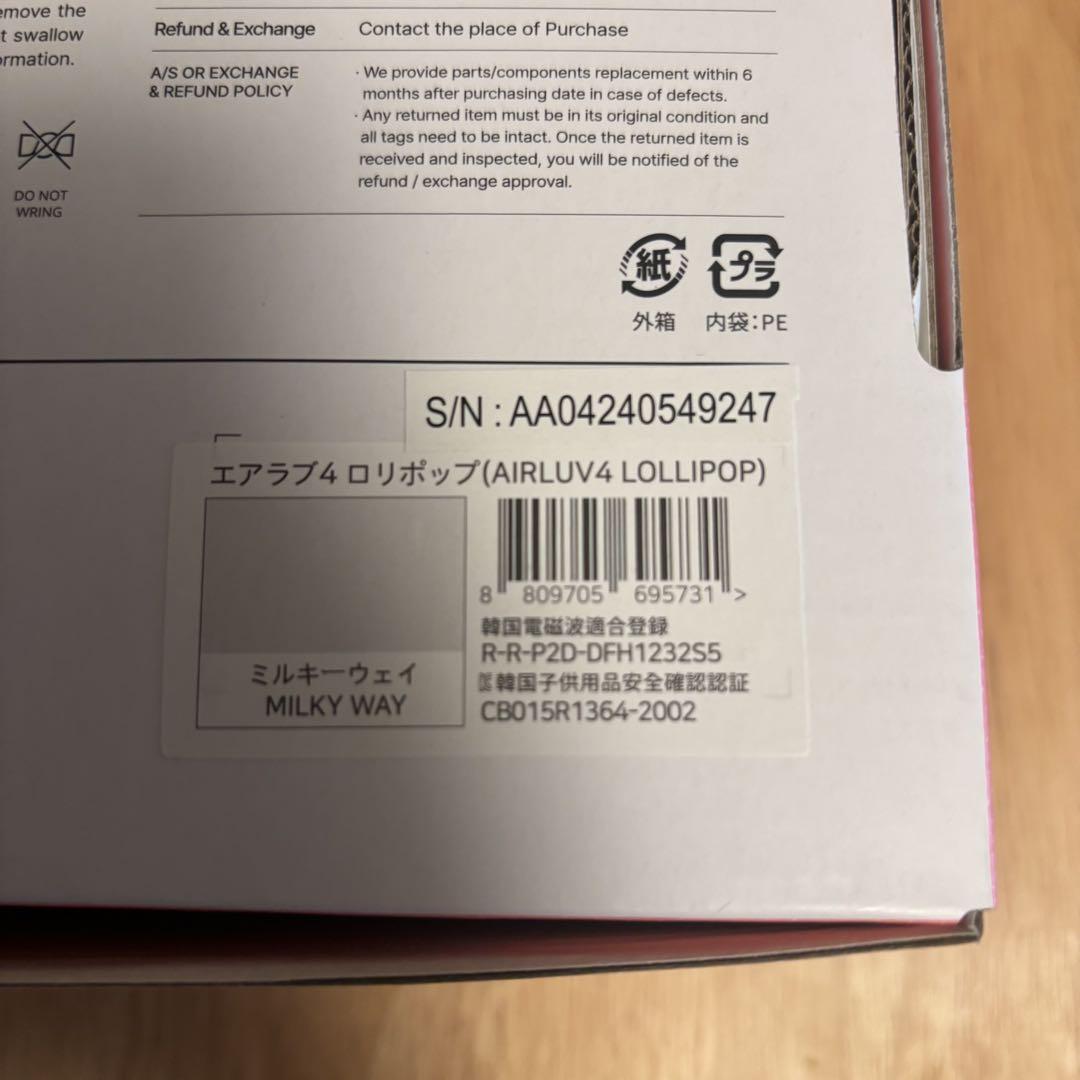 emove the
t swallow
ormation.
DO NOT
WRING
Refund & Exchange Contact the place of Purchase
A/S OR EXCHANGE
& REFUND POLICY
· We provide parts/components replacement within 6
months after purchasing date in case of defects.
· Any returned item must be in its original condition and
all tags need to be intact. Once the returned item is
received and inspected, you will be notified of the
refund / exchange approval.
紙 プラ
外箱 内袋:PE
S/N : AA04240549247
エアラブ4 ロリポップ(AIRLUV4 LOLLIPOP)
8 809705 695731 >
ミルキーウェイ
MILKY WAY
韓国電磁波適合登録
R-R-P2D-DFH1232S5
韓国子供用品安全確認認証
CB015R1364-2002